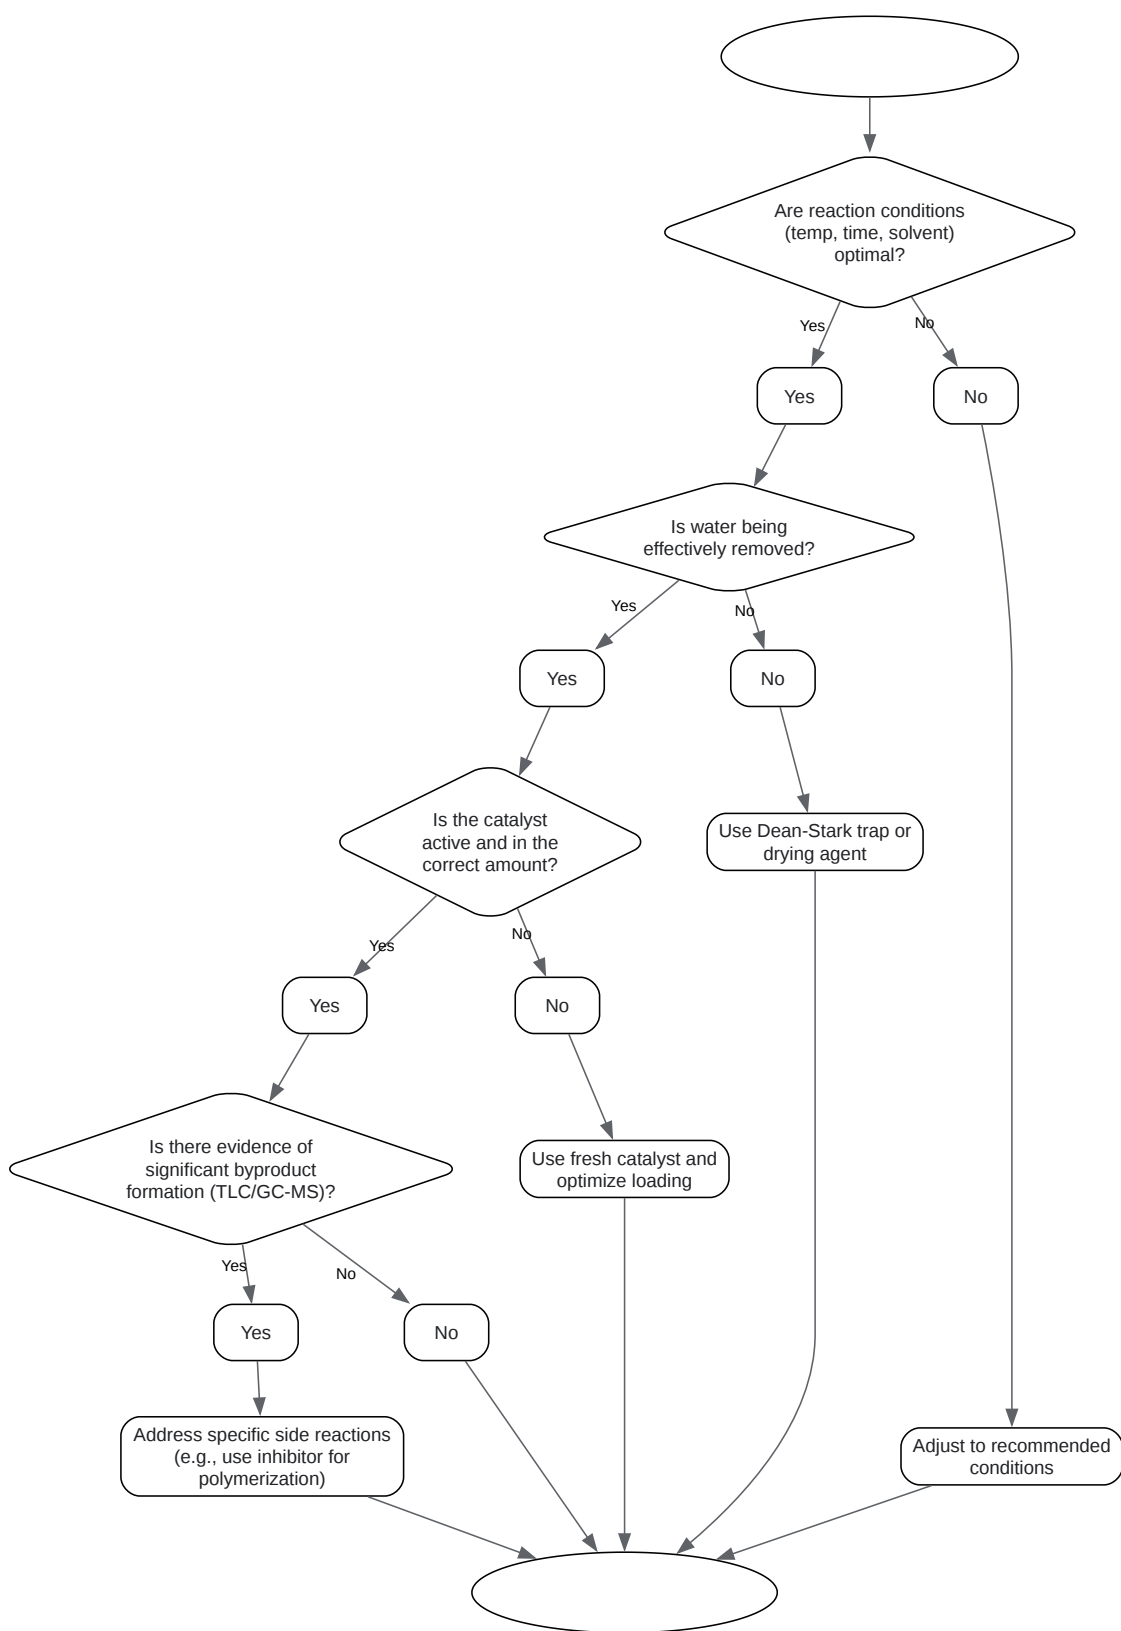 Are reaction conditions
(temp, time, solvent)
optimal?
Yes
No
Yes
No
Is water being
effectively removed?
Yes
No
Yes
No
Is the catalyst
active and in the
correct amount?
Use Dean-Stark trap or
drying agent
Yes
No
Yes
No
Is there evidence of
significant byproduct
formation (TLC/GC-MS)?
Use fresh catalyst and
optimize loading
Yes
No
Yes
No
Address specific side reactions
(e.g., use inhibitor for
polymerization)
Adjust to recommended
conditions